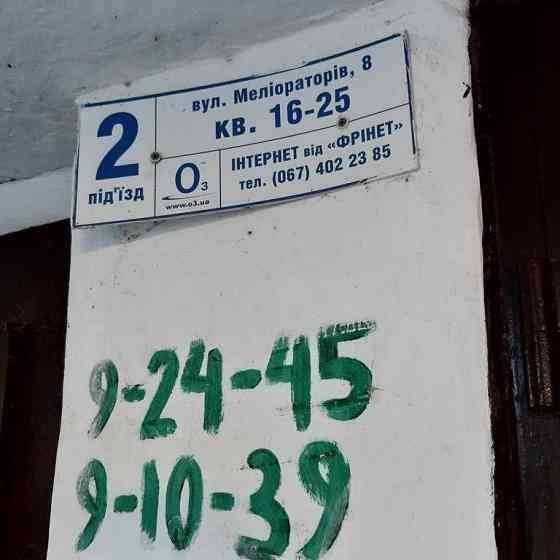 2
під'їзд
вул. Меліораторів, 8
кв. 16-25
О3
www.o3.ua
ІНТЕРНЕТ від «ФРІНЕТ»
тел. (067) 402 23 85
9-24-45
9-10-39